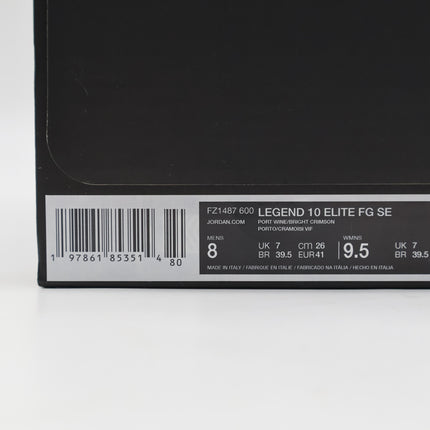 FZ1487 600 LEGEND 10 ELITE FG SE
JORDAN.COM PORT WINE/BRIGHT CRIMSON
PORTO/CRAMOISI VIF
MENS
8
UK 7 cm 26
BR 39.5 EUR 41
WMNS
9.5
UK 7
BR 39.5
MADE IN ITALY / FABRIQUE EN ITALIE / FABRICADO NA ITÁLIA / HECHO EN ITALIA.
1 97861 85351 4 80